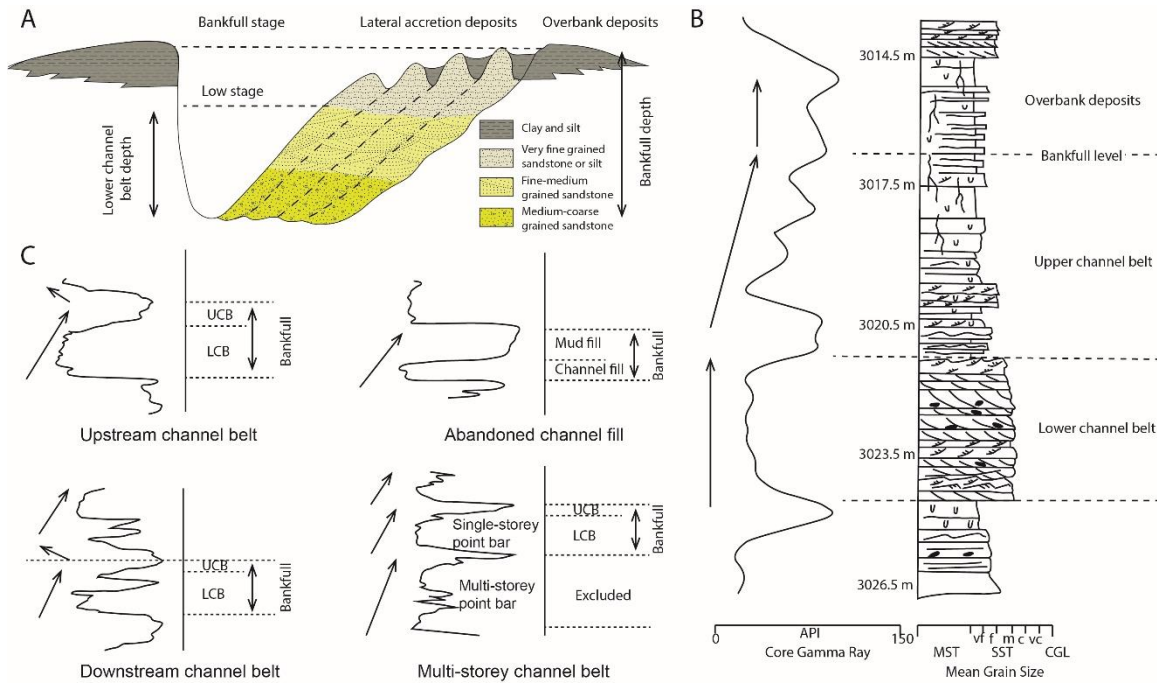 A
Bankfull stage
Lateral accretion deposits
Overbank deposits
Low stage
Lower channel
belt depth
Bankfull depth
Clay and silt
Very fine grained
sandstone or silt
Fine-medium
grained sandstone
Medium-coarse
grained sandstone
B
3014.5 m
Overbank deposits
Bankfull level
3017.5 m
Upper channel belt
3020.5 m
Lower channel belt
3023.5 m
3026.5 m
0
API
150
Core Gamma Ray
vf f m c vc
MST SST CGL
Mean Grain Size
C
UCB
LCB
Bankfull
Upstream channel belt
Mud fill
Channel fill
Bankfull
Abandoned channel fill
UCB
LCB
Bankfull
Downstream channel belt
Single-storey
point bar
Multi-storey
point bar
UCB
LCB
Bankfull
Excluded
Multi-storey channel belt